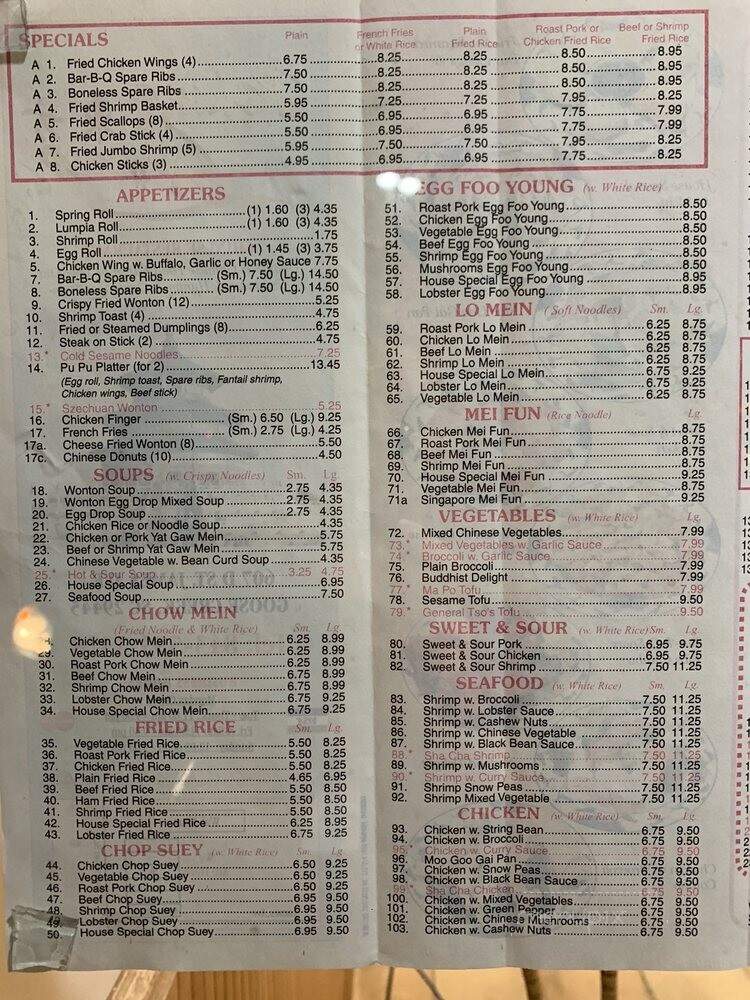 SPECIALS Plain French Fries or White Rice Plain Fried Rice Roast Pork or Chicken Fried Rice Beef or Shrimp Fried Rice
A 1. Fried Chicken Wings (4) 6.75 8.25 8.25 8.50 8.95
A 2. Bar-B-Q Spare Ribs 7.50 8.25 8.25 8.50 8.95
A 3. Boneless Spare Ribs 7.50 8.25 8.25 8.50 8.95
A 4. Fried Shrimp Basket 5.95 7.25 7.25 7.95 8.25
A 5. Fried Scallops (8) 5.50 6.95 6.95 7.75 7.99
A 6. Fried Crab Stick (4) 5.50 6.95 6.95 7.75 7.99
A 7. Fried Jumbo Shrimp (5) 5.95 7.50 7.50 7.95 8.25
A 8. Chicken Sticks (3) 4.95 6.95 6.95 7.75 8.25
APPETIZERS
1. Spring Roll (1) 1.60 (3) 4.35
2. Lumpia Roll (1) 1.60 (3) 4.35
3. Shrimp Roll 1.75
4. Egg Roll (1) 1.45 (3) 3.75
5. Chicken Wing w. Buffalo, Garlic or Honey Sauce 7.75
7. Bar-B-Q Spare Ribs (Sm.) 7.50 (Lg.) 14.50
8. Boneless Spare Ribs (Sm.) 7.50 (Lg.) 14.50
9. Crispy Fried Wonton (12) 5.25
10. Shrimp Toast (4) 4.75
11. Fried or Steamed Dumplings (8) 6.25
12. Steak on Stick (2) 4.75
13.* Cold Sesame Noodles 7.25
14. Pu Pu Platter (for 2) 13.45
(Egg roll, Shrimp toast, Spare ribs, Fantail shrimp,
Chicken wings, Beef stick)
15.* Szechuan Wonton 5.25
16. Chicken Finger (Sm.) 6.50 (Lg.) 9.25
17. French Fries (Sm.) 2.75 (Lg.) 4.25
17a. Cheese Fried Wonton (8) 5.50
17c. Chinese Donuts (10) 4.50
SOUPS (w. Crispy Noodles) Sm. Lg.
18. Wonton Soup 2.75 4.35
19. Wonton Egg Drop Mixed Soup 2.75 4.35
20. Egg Drop Soup 2.75 4.35
21. Chicken Rice or Noodle Soup 4.35
22. Chicken or Pork Yat Gaw Mein 5.75
23. Beef or Shrimp Yat Gaw Mein 5.75
24. Chinese Vegetable w. Bean Curd Soup 4.35
25.* Hot & Sour Soup 3.25 4.75
26. House Special Soup 6.95
27. Seafood Soup 7.50
CHOW MEIN
(Fried Noodle & White Rice) Sm. Lg.
Chicken Chow Mein 6.25 8.99
29. Vegetable Chow Mein 6.25 8.99
30. Roast Pork Chow Mein 6.25 8.99
31. Beef Chow Mein 6.75 8.99
32. Shrimp Chow Mein 6.75 8.99
33. Lobster Chow Mein 6.75 9.25
34. House Special Chow Mein 6.75 9.25
FRIED RICE Sm. Lg.
35. Vegetable Fried Rice 5.50 8.25
36. Roast Pork Fried Rice 5.50 8.25
37. Chicken Fried Rice 5.50 8.25
38. Plain Fried Rice 4.65 6.95
39. Beef Fried Rice 5.50 8.50
40. Ham Fried Rice 5.50 8.50
41. Shrimp Fried Rice 5.50 8.50
42. House Special Fried Rice 6.25 8.95
43. Lobster Fried Rice 6.75 9.25
CHOP SUEY (w. White Rice) Sm. Lg.
44. Chicken Chop Suey 6.50 9.25
45. Vegetable Chop Suey 6.50 9.25
46. Roast Pork Chop Suey 6.50 9.25
47. Beef Chop Suey 6.95 9.50
48. Shrimp Chop Suey 6.95 9.50
49. Lobster Chop Suey 6.95 9.50
50. House Special Chop Suey 6.95 9.50
EGG FOO YOUNG (w. White Rice)
51. Roast Pork Egg Foo Young 8.50
52. Chicken Egg Foo Young 8.50
53. Vegetable Egg Foo Young 8.50
54. Beef Egg Foo Young 8.50
55. Shrimp Egg Foo Young 8.50
56. Mushrooms Egg Foo Young 8.50
57. House Special Egg Foo Young 8.95
58. Lobster Egg Foo Young 8.95
LO MEIN (Soft Noodles) Sm. Lg.
59. Roast Pork Lo Mein 6.25 8.75
60. Chicken Lo Mein 6.25 8.75
61. Beef Lo Mein 6.25 8.75
62. Shrimp Lo Mein 6.25 8.75
63. House Special Lo Mein 6.75 9.25
64. Lobster Lo Mein 6.75 9.25
65. Vegetable Lo Mein 6.25 8.75
MEI FUN (Rice Noodle) Lg.
66. Chicken Mei Fun 8.75
67. Roast Pork Mei Fun 8.75
68. Beef Mei Fun 8.75
69. Shrimp Mei Fun 8.75
70. House Special Mei Fun 9.25
71. Vegetable Mei Fun 8.75
71a Singapore Mei Fun 9.25
VEGETABLES (w. White Rice) Lg.
72. Mixed Chinese Vegetables 7.99
73.* Mixed Vegetables w. Garlic Sauce 7.99
74.* Broccoli w. Garlic Sauce 7.99
75. Plain Broccoli 7.99
76. Buddhist Delight 7.99
77.* Ma Po Tofu 7.99
78. Sesame Tofu 9.50
79.* General Tso's Tofu 9.50
SWEET & SOUR (w. White Rice) Sm. Lg.
80. Sweet & Sour Pork 6.95 9.75
81. Sweet & Sour Chicken 6.95 9.75
82. Sweet & Sour Shrimp 7.50 11.25
SEAFOOD (w. White Rice) Sm. Lg.
83. Shrimp w. Broccoli 7.50 11.25
84. Shrimp w. Lobster Sauce 7.50 11.25
85. Shrimp w. Cashew Nuts 7.50 11.25
86. Shrimp w. Chinese Vegetable 7.50 11.25
87. Shrimp w. Black Bean Sauce 7.50 11.25
88.* Sha Cha Shrimp 7.50 11.25
89. Shrimp w. Mushrooms 7.50 11.25
90.* Shrimp w. Curry Sauce 7.50 11.25
91. Shrimp Snow Peas 7.50 11.25
92. Shrimp Mixed Vegetable 7.50 11.25
CHICKEN (w. White Rice) Sm. Lg.
93. Chicken w. String Bean 6.75 9.50
94. Chicken w. Broccoli 6.75 9.50
95.* Chicken w. Curry Sauce 6.75 9.50
96. Moo Goo Gai Pan 6.75 9.50
97. Chicken w. Snow Peas 6.75 9.50
98. Chicken w. Black Bean Sauce 6.75 9.50
99.* Sha Cha Chicken 6.75 9.50
100. Chicken w. Mixed Vegetables 6.75 9.50
101. Chicken w. Green Pepper 6.75 9.50
102. Chicken w. Chinese Mushrooms 6.75 9.50
103. Chicken w. Cashew Nuts 6.75 9.50